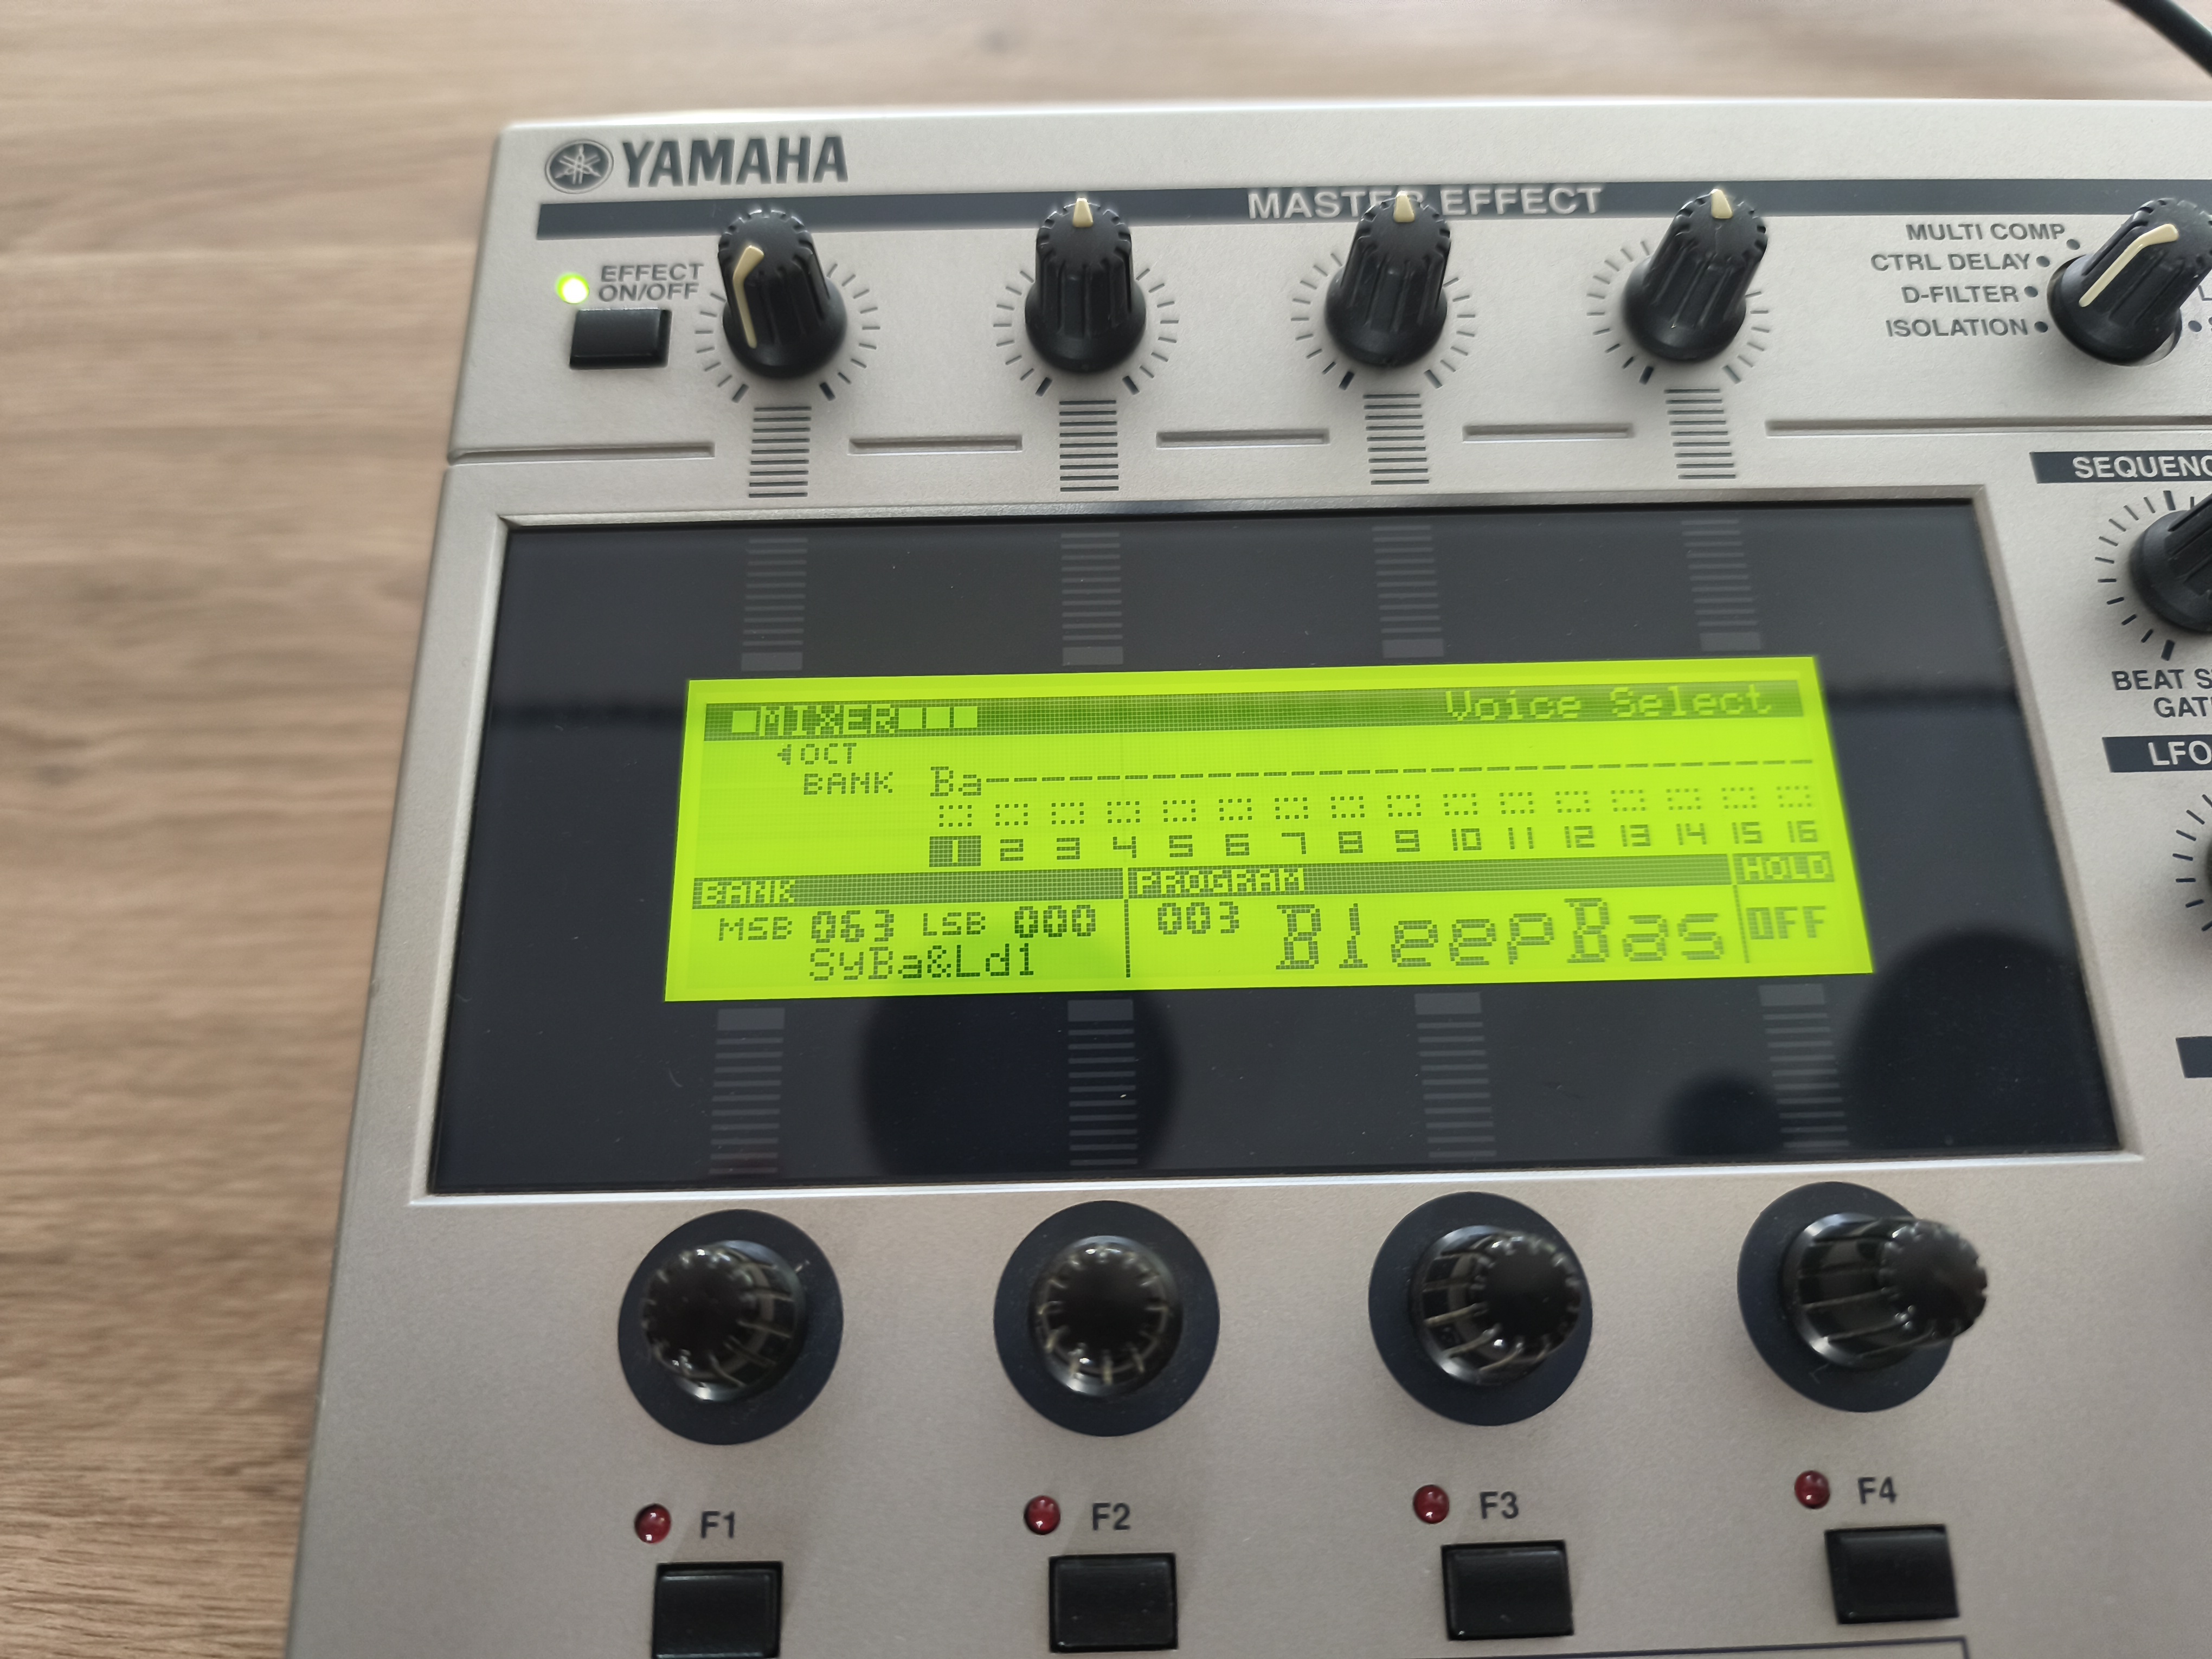 YAMAHA
MASTER EFFECT
EFFECT
ON/OFF
MULTI COMP
CTRL DELAY
D-FILTER
ISOLATION
SEQUENC
BEAT S
GAT
LFO
MIXER Voice Select
OCT
BANK Ba
1 2 3 4 5 6 7 8 9 10 11 12 13 14 15 16
BANK PROGRAM HOLD
MSB 063 LSB 000 003 BleepBas OFF
SyBa&Ld1
F1 F2 F3 F4